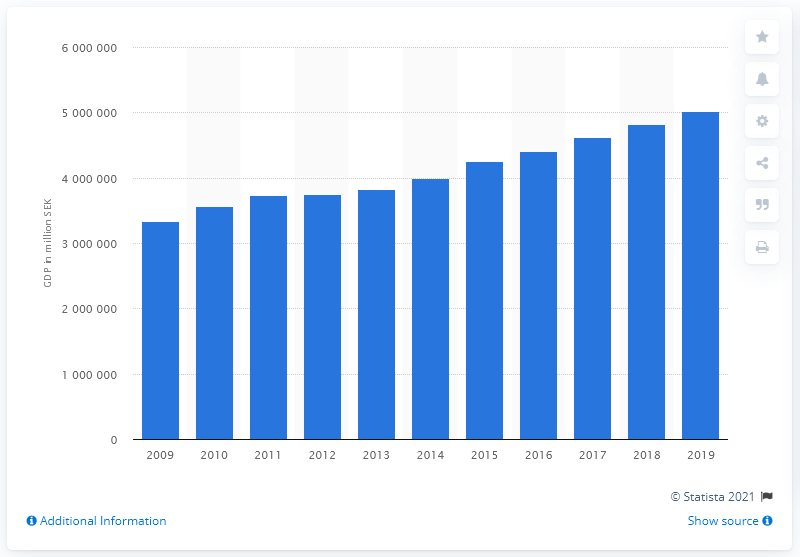 6 000 000
5 000 000
4 000 000
3 000 000
2 000 000
1 000 000
0
GDP in million SEK
2009 2010 2011 2012 2013 2014 2015 2016 2017 2018 2019
© Statista 2021
Additional Information
Show source